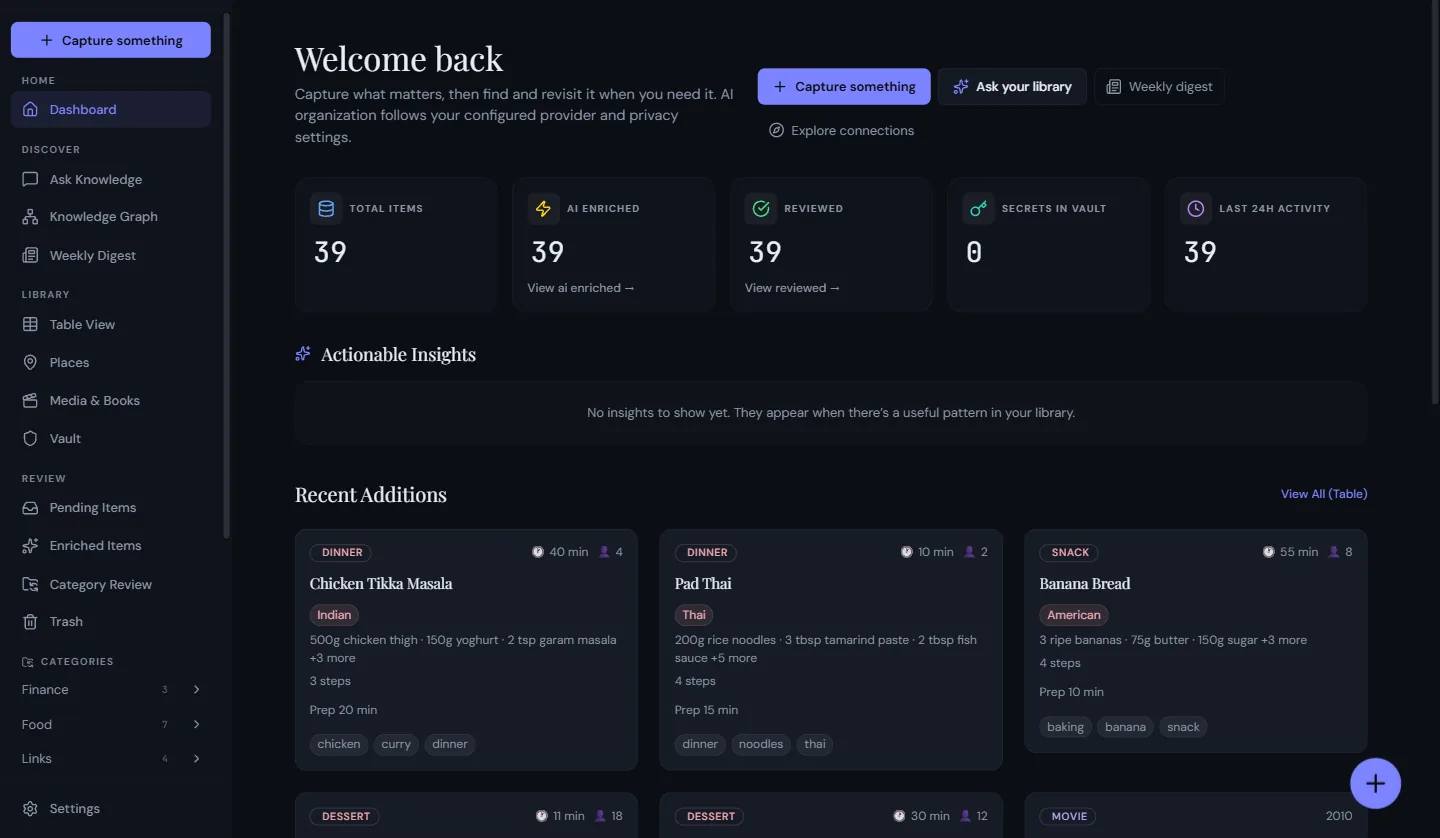 Capture something
HOME
Dashboard
DISCOVER
Ask Knowledge
Knowledge Graph
Weekly Digest
LIBRARY
Table View
Places
Media & Books
Vault
REVIEW
Pending Items
Enriched Items
Category Review
Trash
CATEGORIES
Finance 3
Food 7
Links 4
Settings
Welcome back
Capture what matters, then find and revisit it when you need it. AI
organization follows your configured provider and privacy
settings.
Capture something
Ask your library
Weekly digest
Explore connections
TOTAL ITEMS
39
AI ENRICHED
39
View ai enriched →
REVIEWED
39
View reviewed →
SECRETS IN VAULT
0
LAST 24H ACTIVITY
39
Actionable Insights
No insights to show yet. They appear when there's a useful pattern in your library.
Recent Additions
View All (Table)
DINNER 40 min 4
Chicken Tikka Masala
Indian
500g chicken thigh · 150g yoghurt · 2 tsp garam masala
+3 more
3 steps
Prep 20 min
chicken curry dinner
DINNER 10 min 2
Pad Thai
Thai
200g rice noodles · 3 tbsp tamarind paste · 2 tbsp fish
sauce +5 more
4 steps
Prep 15 min
dinner noodles thai
SNACK 55 min 8
Banana Bread
American
3 ripe bananas · 75g butter · 150g sugar +3 more
4 steps
Prep 10 min
baking banana snack
DESSERT 11 min 18
DESSERT 30 min 12
MOVIE 2010